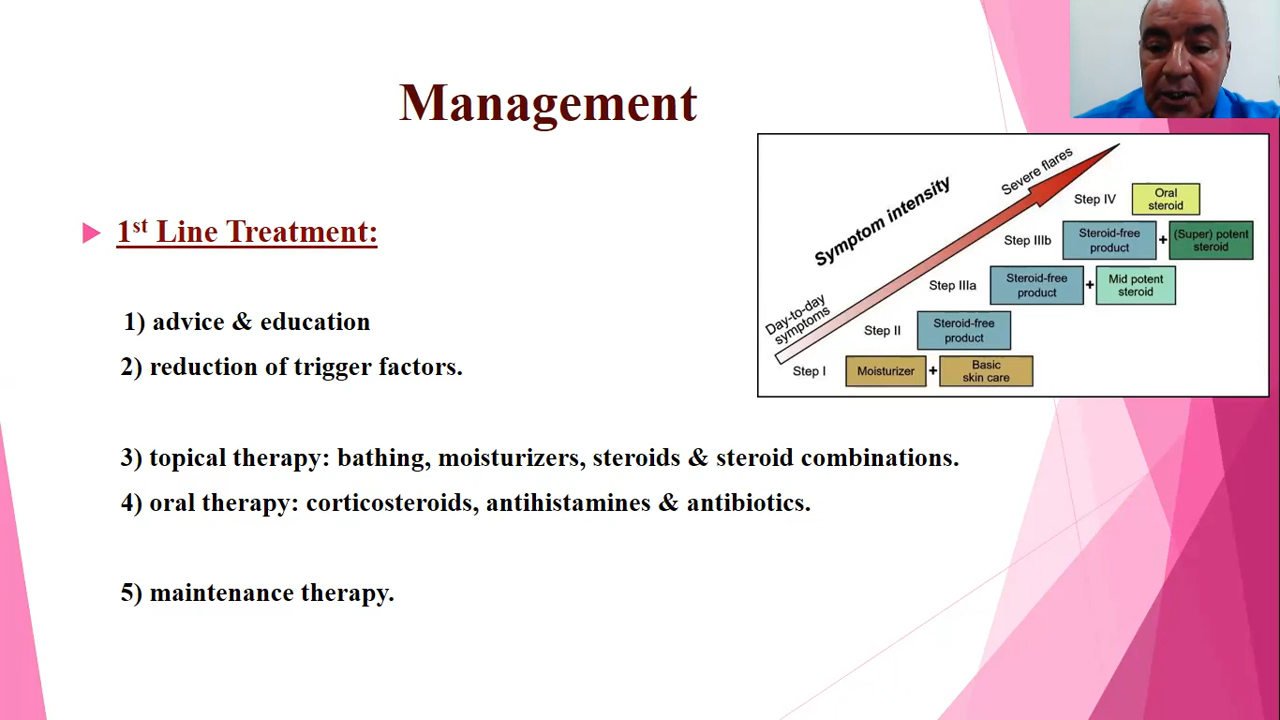 Management
1st Line Treatment:
1) advice & education
2) reduction of trigger factors.
3) topical therapy: bathing, moisturizers, steroids & steroid combinations.
4) oral therapy: corticosteroids, antihistamines & antibiotics.
5) maintenance therapy.
Symptom intensity
Severe flares
Day-to-day
symptoms
Step IV
Oral
steroid
Step IIIb
Steroid-free
product
+
(Super) potent
steroid
Step IIIa
Steroid-free
product
+
Mid potent
steroid
Step II
Steroid-free
product
Step I
Moisturizer
+
Basic
skin care